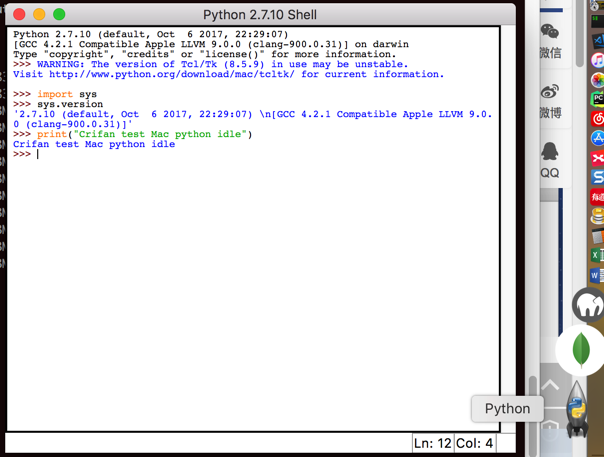 Python 2.7.10 Shell
Python 2.7.10 (default, Oct  6 2017, 22:29:07)
[GCC 4.2.1 Compatible Apple LLVM 9.0.0 (clang-900.0.31)] on darwin
Type "copyright", "credits" or "license()" for more information.
>>> WARNING: The version of Tcl/Tk (8.5.9) in use may be unstable.
Visit http://www.python.org/download/mac/tcltk/ for current information.
>>> import sys
>>> sys.version
'2.7.10 (default, Oct  6 2017, 22:29:07) \n[GCC 4.2.1 Compatible Apple LLVM 9.0.
0 (clang-900.0.31)]'
>>> print("Crifan test Mac python idle")
Crifan test Mac python idle
>>>
Ln: 12 Col: 4
微信
微博
QQ
PC
有道
Python